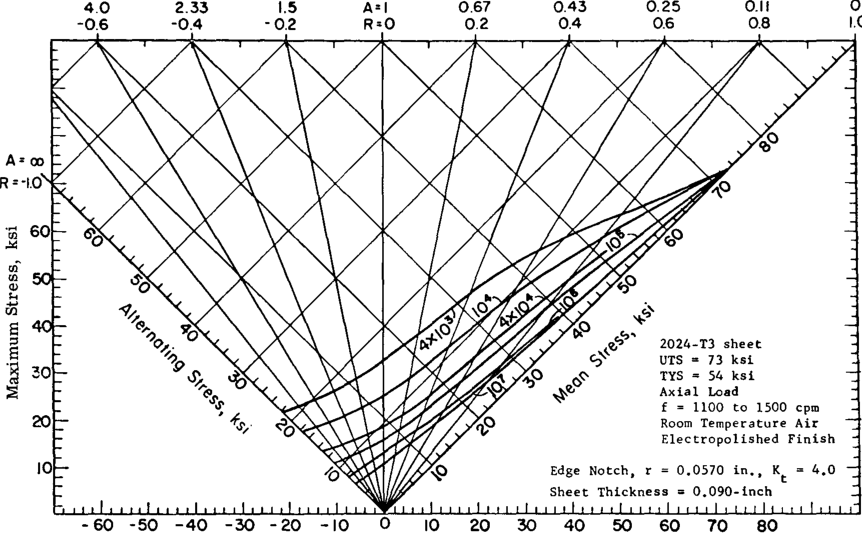 4.0 2.33 1.5 A=1 0.67 0.43 0.25 0.11 0
-0.6 -0.4 -0.2 R=0 0.2 0.4 0.6 0.8 1.0
A=∞
R=-1.0
Maximum Stress, ksi
60
50
40
30
20
10
60
50
40
30
20
10
Alternating Stress, ksi
80
70
60
50
40
30
20
10
Mean Stress, ksi
4x10³
10⁴
4x10⁴
10⁵
10⁶
10⁷
2024-T3 sheet
UTS = 73 ksi
TYS = 54 ksi
Axial Load
f = 1100 to 1500 cpm
Room Temperature Air
Electropolished Finish
Edge Notch, r = 0.0570 in., Kt = 4.0
Sheet Thickness = 0.090-inch
-60 -50 -40 -30 -20 -10 0 10 20 30 40 50 60 70 80